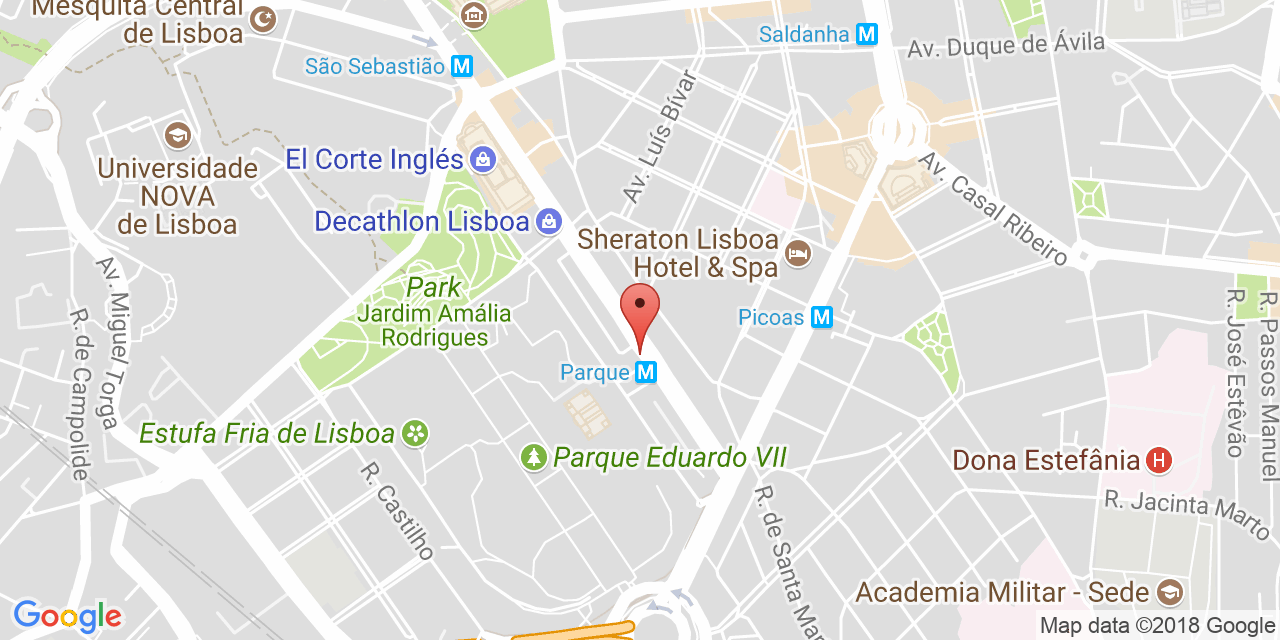 Mesquita Central
de Lisboa
Saldanha M
Av. Duque de Ávila
São Sebastião M
Av. Luís Bívar
Universidade
NOVA
de Lisboa
El Corte Inglés
Av. Casal Ribeiro
Decathlon Lisboa
Sheraton Lisboa
Hotel & Spa
Park
Jardim Amália
Rodrigues
Av. Miguel Torga
R. de Campolide
Picoas M
R. José Estêvão
R. Passos Manuel
Parque M
Estufa Fria de Lisboa
Parque Eduardo VII
Dona Estefânia H
R. Castilho
R. de Santa Mar
R. Jacinta Marto
Academia Militar - Sede
Google
Map data ©2018 Google